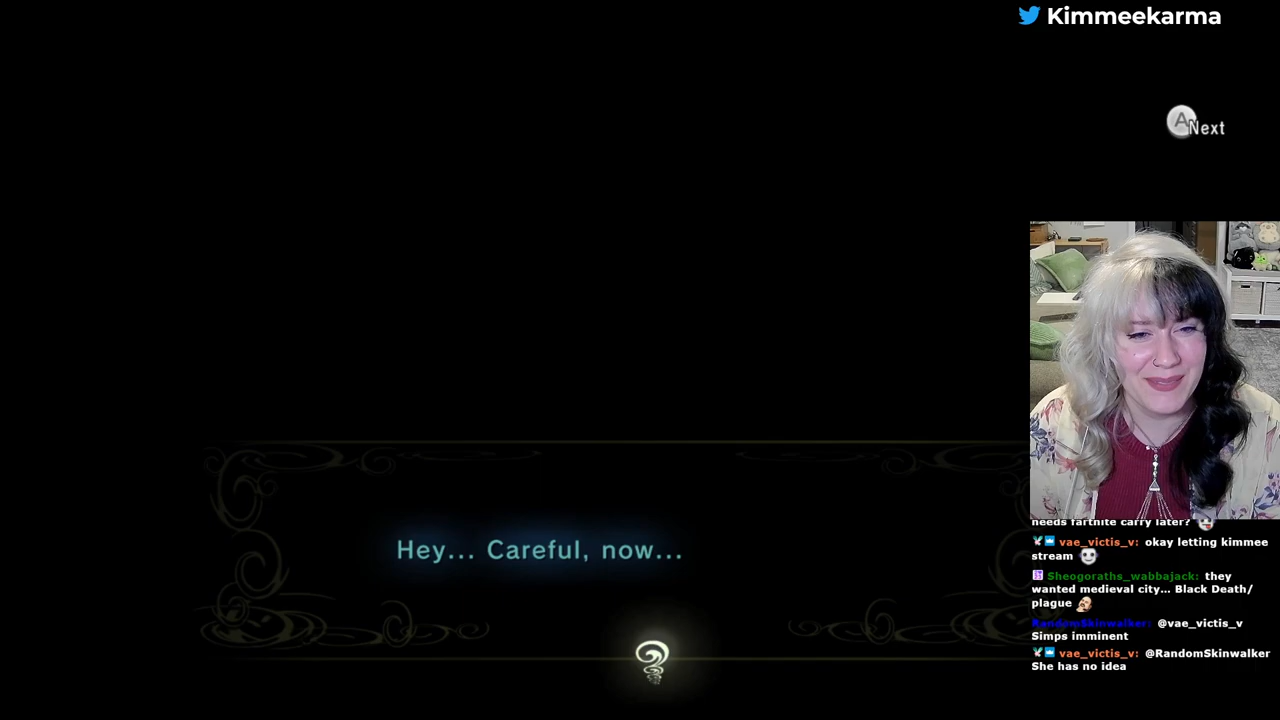 Kimmeekarma
A Next
Hey... Careful, now...
needs fartnite carry later?
vae_victis_v: okay letting kimmee
stream
Sheogoraths_wabbajack: they
wanted medieval city... Black Death/
plague
RandomSkinwalker: @vae_victis_v
Simps imminent
vae_victis_v: @RandomSkinwalker
She has no idea